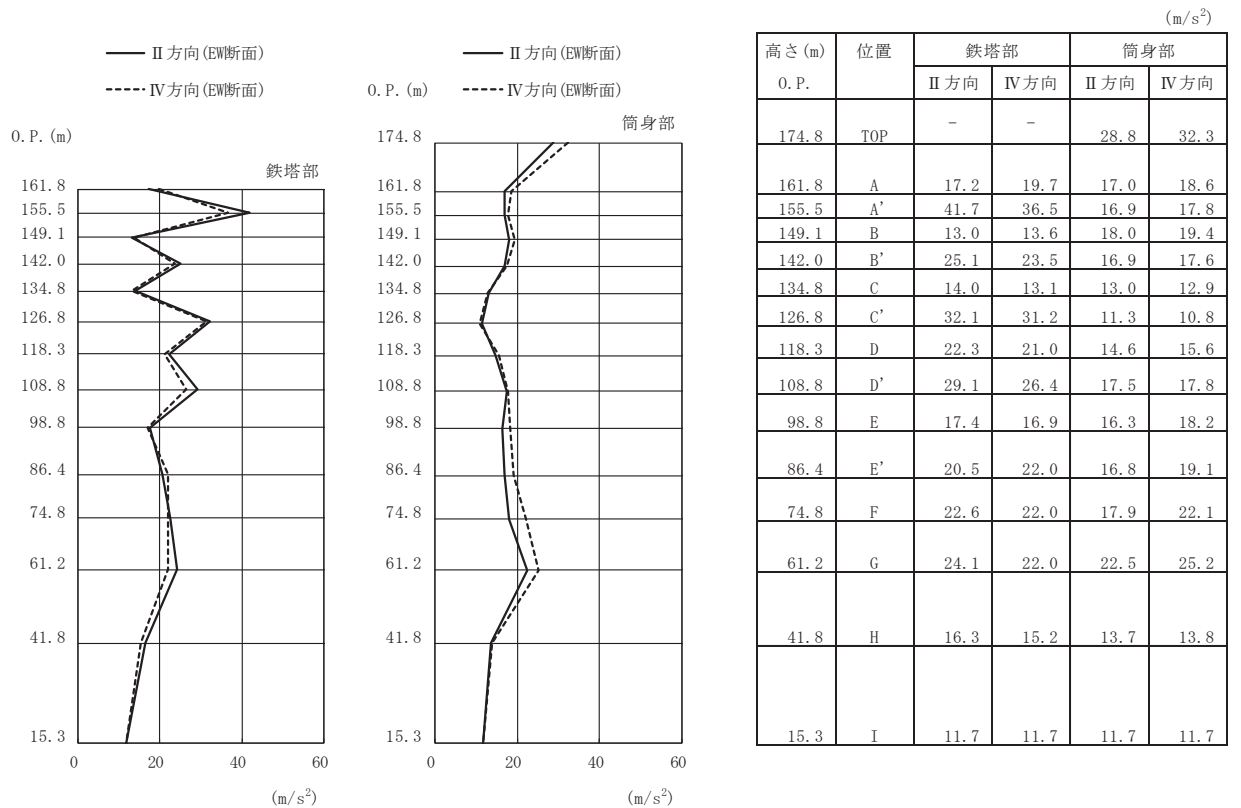 ── Ⅱ方向(EW断面)
----- Ⅳ方向(EW断面)
O.P.(m)
鉄塔部
161.8
155.5
149.1
142.0
134.8
126.8
118.3
108.8
98.8
86.4
74.8
61.2
41.8
15.3
0 20 40 60
(m/s²)
── Ⅱ方向(EW断面)
----- Ⅳ方向(EW断面)
O.P.(m)
筒身部
174.8
161.8
155.5
149.1
142.0
134.8
126.8
118.3
108.8
98.8
86.4
74.8
61.2
41.8
15.3
0 20 40 60
(m/s²)
(m/s²)
高さ(m) 位置 鉄塔部 筒身部
O.P. Ⅱ方向 Ⅳ方向 Ⅱ方向 Ⅳ方向
174.8 TOP － － 28.8 32.3
161.8 A 17.2 19.7 17.0 18.6
155.5 A' 41.7 36.5 16.9 17.8
149.1 B 13.0 13.6 18.0 19.4
142.0 B' 25.1 23.5 16.9 17.6
134.8 C 14.0 13.1 13.0 12.9
126.8 C' 32.1 31.2 11.3 10.8
118.3 D 22.3 21.0 14.6 15.6
108.8 D' 29.1 26.4 17.5 17.8
98.8 E 17.4 16.9 16.3 18.2
86.4 E' 20.5 22.0 16.8 19.1
74.8 F 22.6 22.0 17.9 22.1
61.2 G 24.1 22.0 22.5 25.2
41.8 H 16.3 15.2 13.7 13.8
15.3 I 11.7 11.7 11.7 11.7